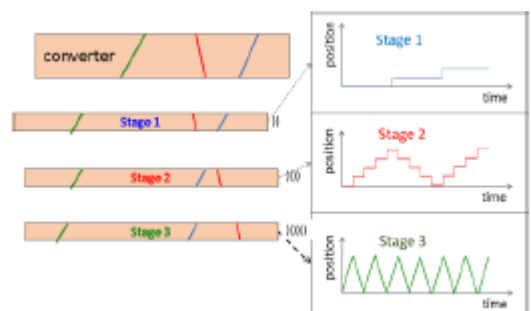 converter
Stage 1
Stage 2
100
Stage 3
1000
position
Stage 1
time
position
Stage 2
time
position
Stage 3
time